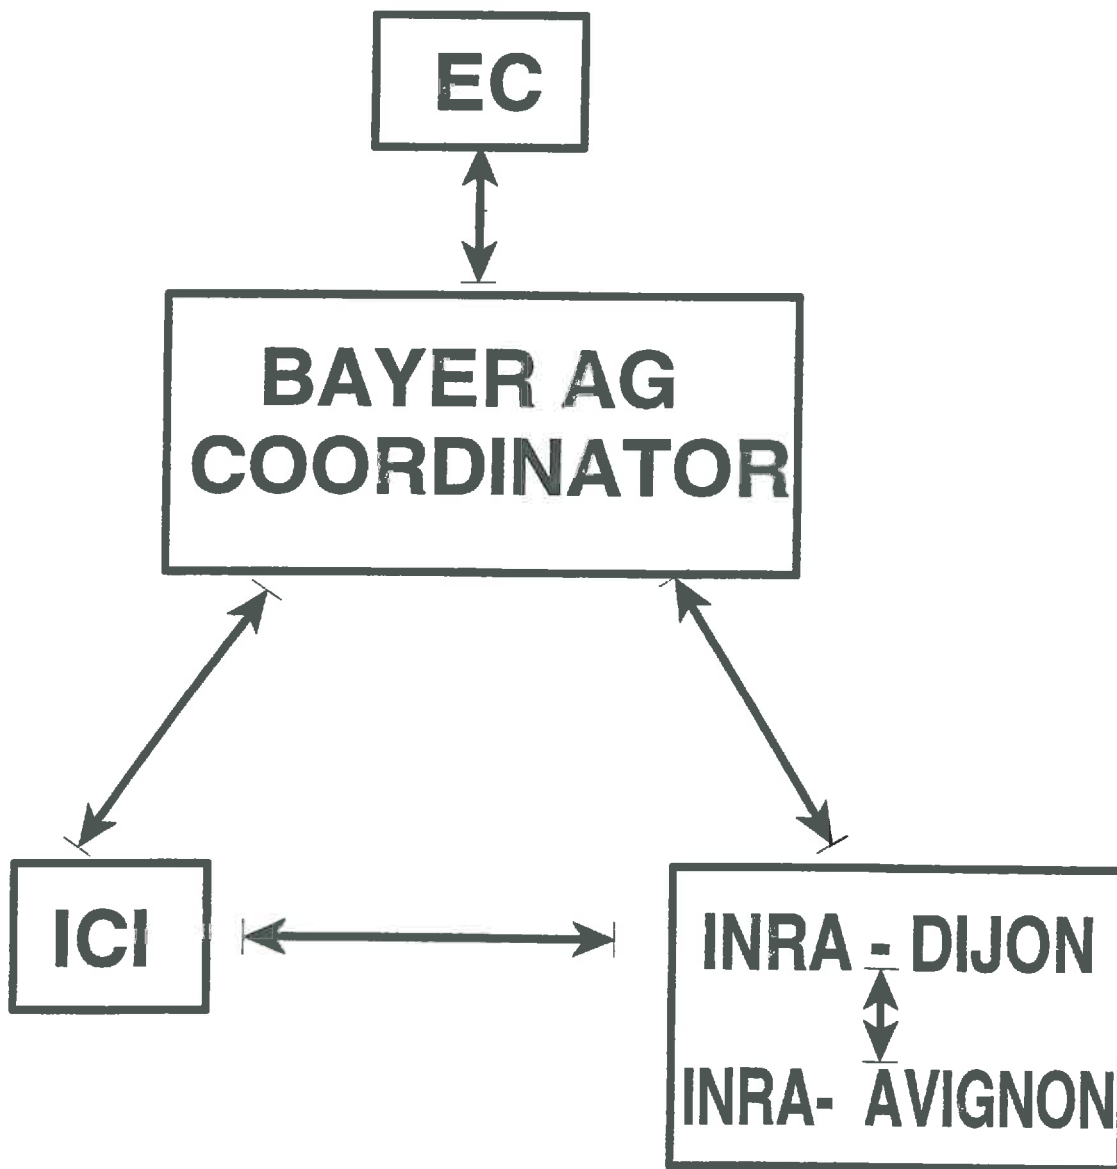 EC
BAYER AG
COORDINATOR
ICI
INRA - DIJON
INRA- AVIGNON